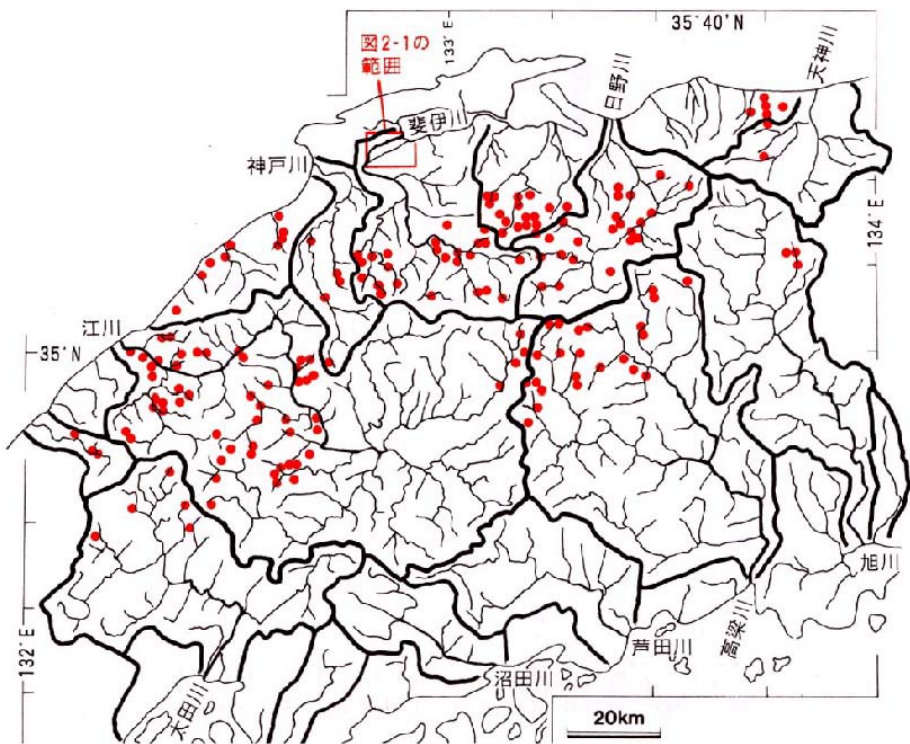 35°40'N
133°E
図2-1の
範囲
天神川
日野川
斐伊川
神戸川
134°E
江川
35°N
旭川
高梁川
芦田川
132°E
沼田川
太田川
20km